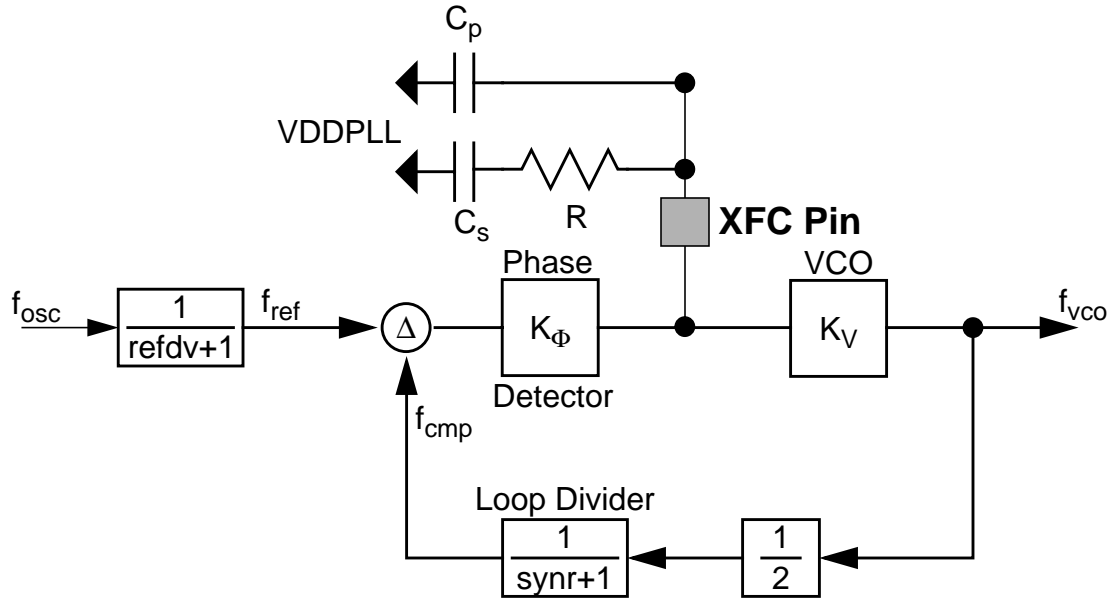 Cp
VDDPLL
Cs
R
XFC Pin
Phase
VCO
fosc
1
refdv+1
fref
Δ
KΦ
KV
fvco
Detector
fcmp
Loop Divider
1
synr+1
1
2